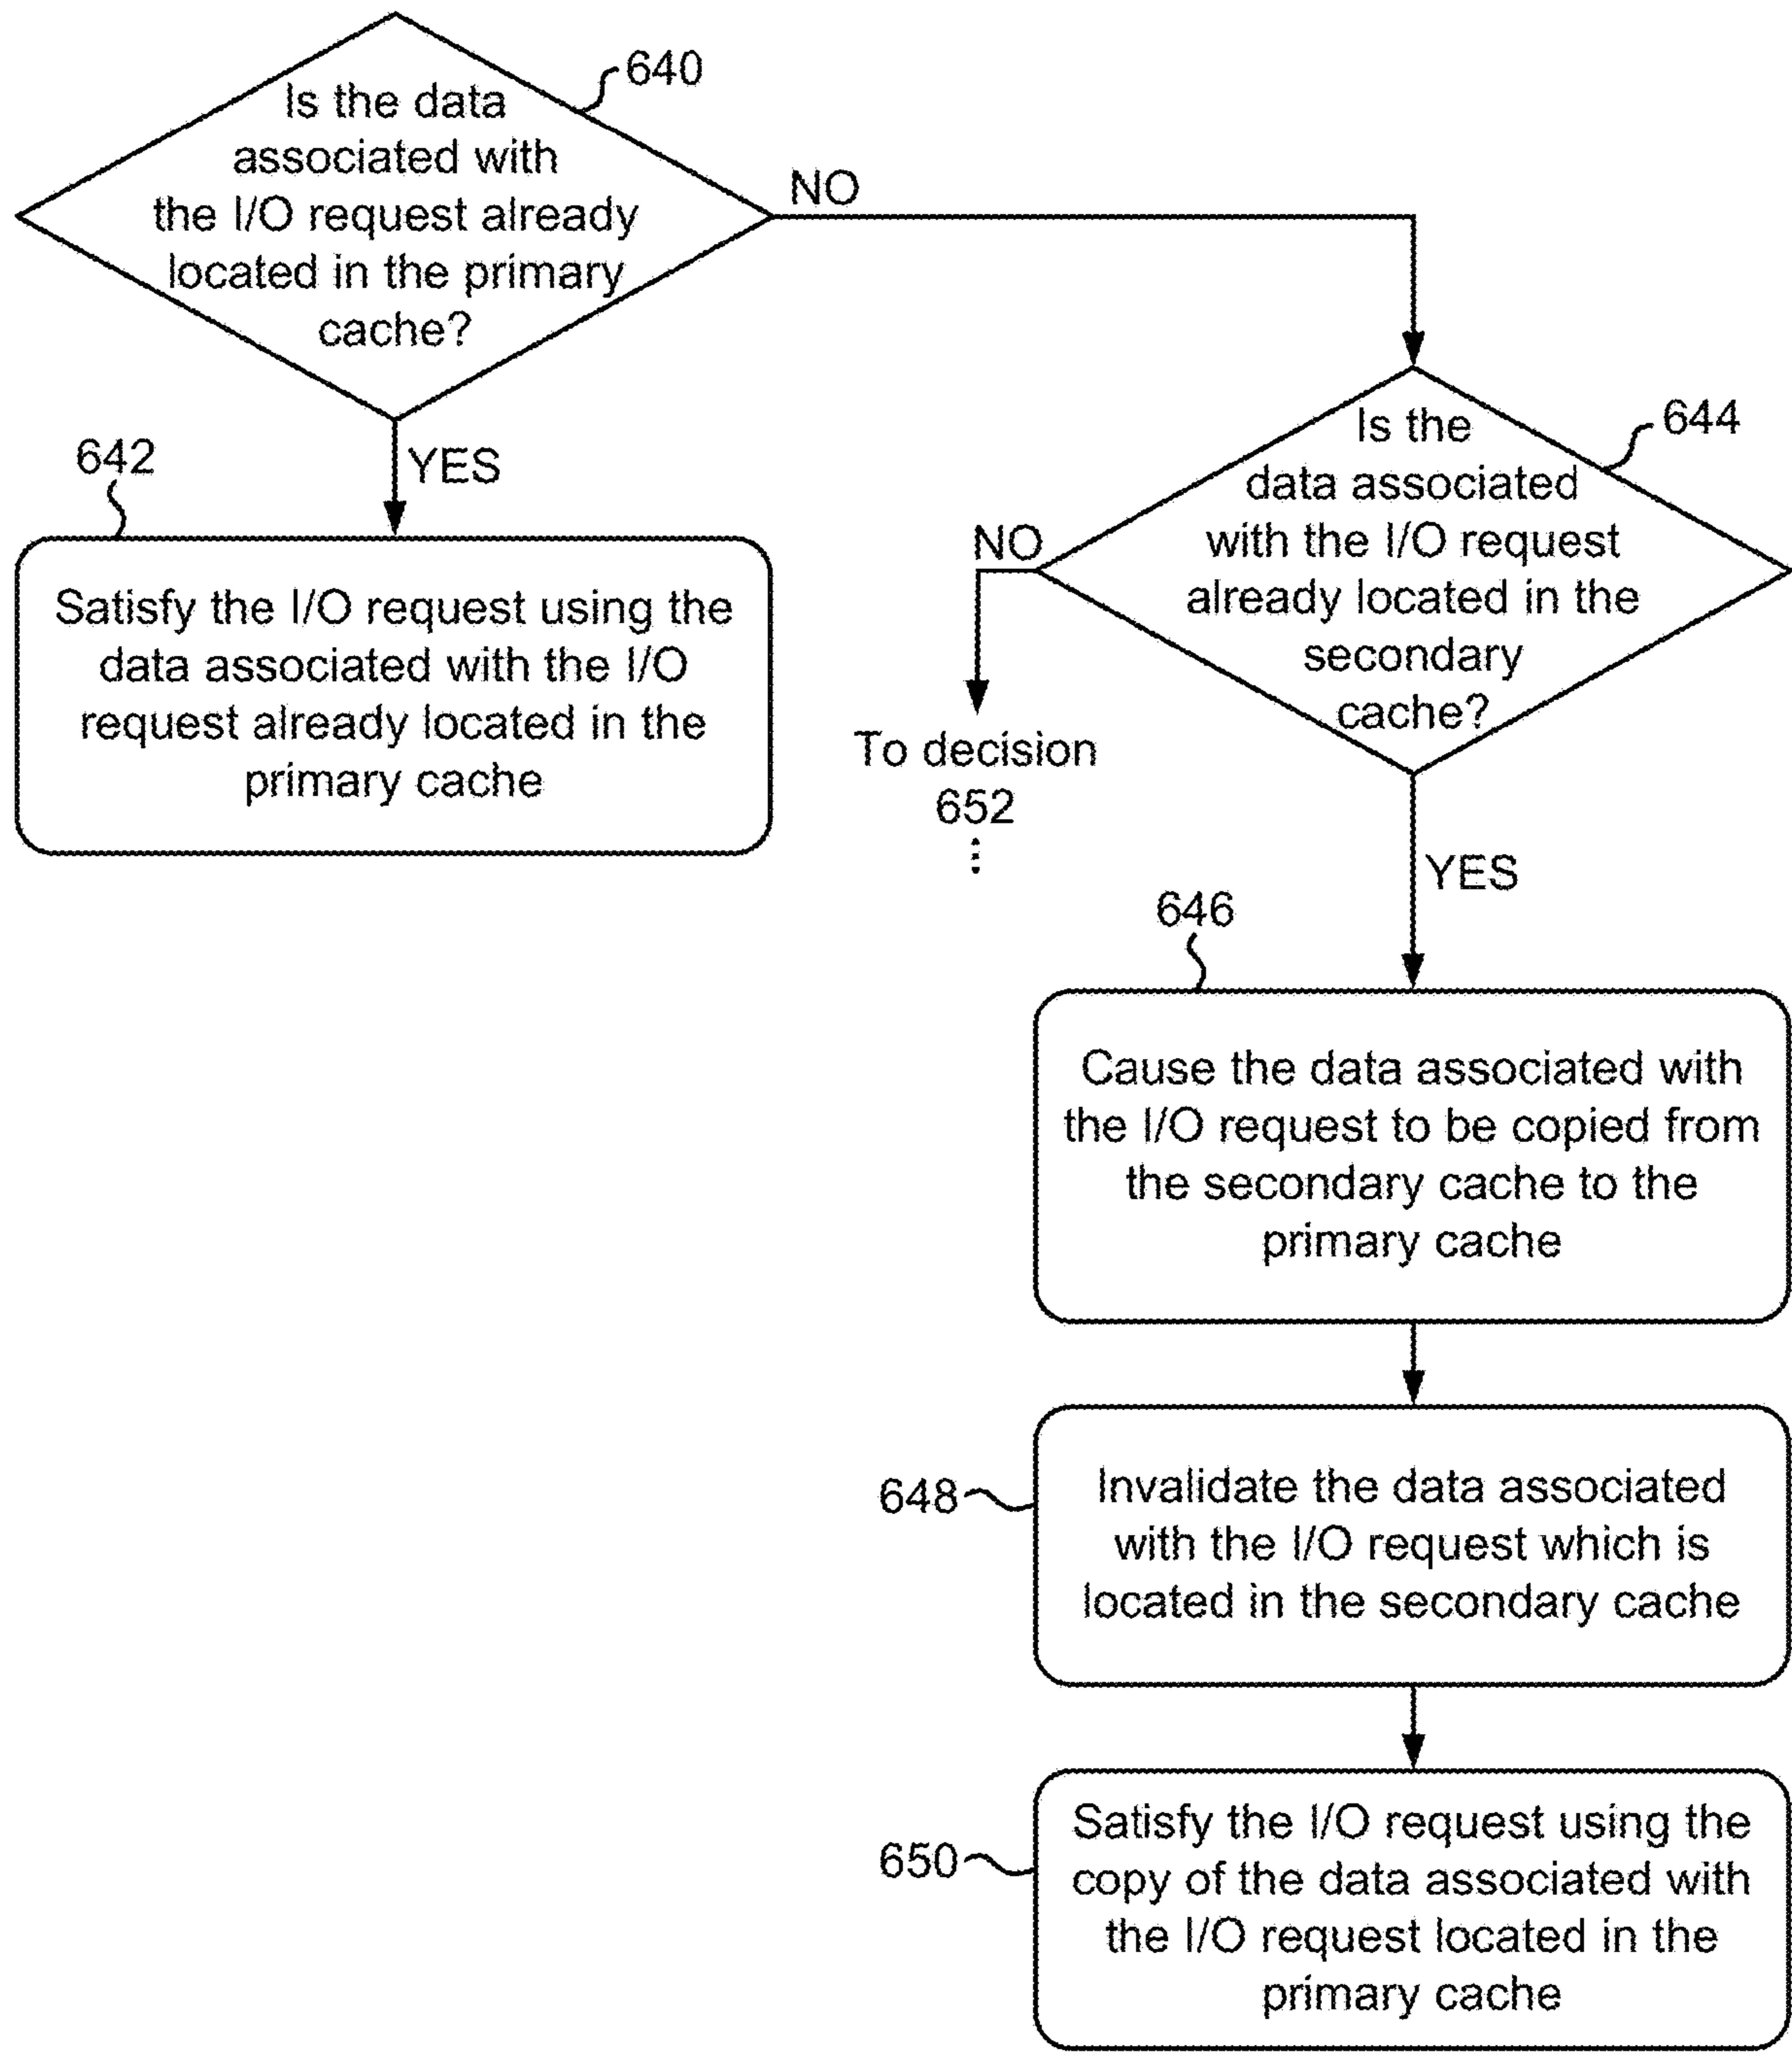 640
Is the data
associated with
the I/O request already
located in the primary
cache?
NO
YES
642
Satisfy the I/O request using the
data associated with the I/O
request already located in the
primary cache
644
Is the
data associated
with the I/O request
already located in the
secondary
cache?
NO
To decision
652
⋮
YES
646
Cause the data associated with
the I/O request to be copied from
the secondary cache to the
primary cache
648
Invalidate the data associated
with the I/O request which is
located in the secondary cache
650
Satisfy the I/O request using the
copy of the data associated with
the I/O request located in the
primary cache